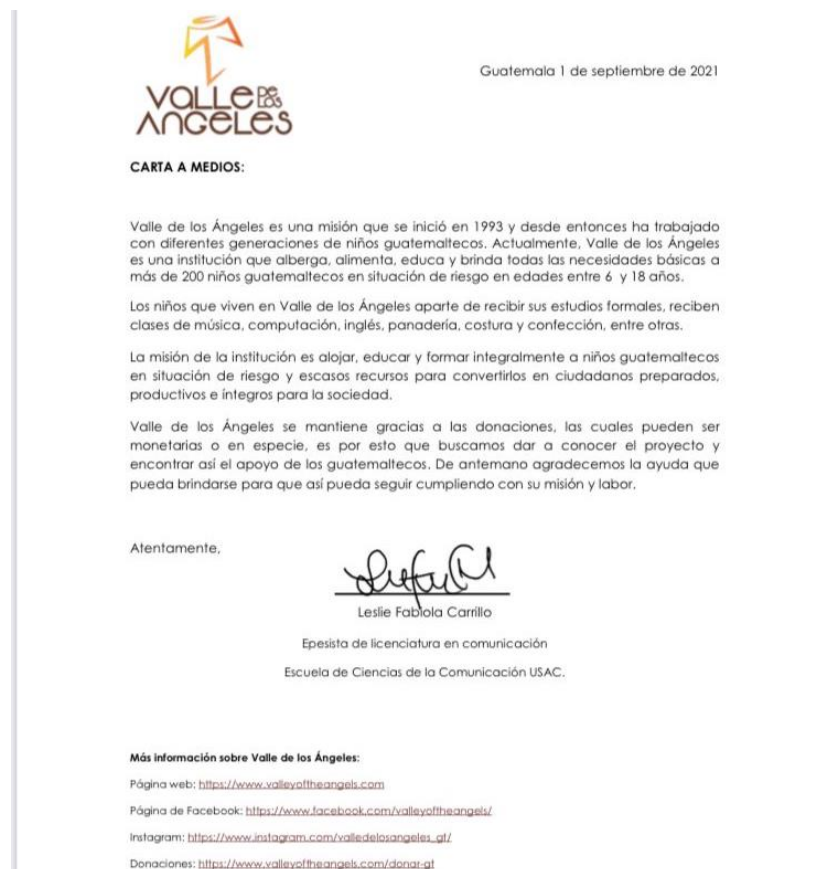 VALLE DE LOS
ANGELES
Guatemala 1 de septiembre de 2021
CARTA A MEDIOS:
Valle de los Ángeles es una misión que se inició en 1993 y desde entonces ha trabajado
con diferentes generaciones de niños guatemaltecos. Actualmente, Valle de los Ángeles
es una institución que alberga, alimenta, educa y brinda todas las necesidades básicas a
más de 200 niños guatemaltecos en situación de riesgo en edades entre 6 y 18 años.
Los niños que viven en Valle de los Ángeles aparte de recibir sus estudios formales, reciben
clases de música, computación, inglés, panadería, costura y confección, entre otras.
La misión de la institución es alojar, educar y formar integralmente a niños guatemaltecos
en situación de riesgo y escasos recursos para convertirlos en ciudadanos preparados,
productivos e íntegros para la sociedad.
Valle de los Ángeles se mantiene gracias a las donaciones, las cuales pueden ser
monetarias o en especie, es por esto que buscamos dar a conocer el proyecto y
encontrar así el apoyo de los guatemaltecos. De antemano agradecemos la ayuda que
pueda brindarse para que así pueda seguir cumpliendo con su misión y labor.
Atentamente,
Leslie Fabiola Carrillo
Epesista de licenciatura en comunicación
Escuela de Ciencias de la Comunicación USAC.
Más información sobre Valle de los Ángeles:
Página web: https://www.valleyoftheangels.com
Página de Facebook: https://www.facebook.com/valleyoftheangels/
Instagram: https://www.instagram.com/valledelosangeles_gt/
Donaciones: https://www.valleyoftheangels.com/donar-gt